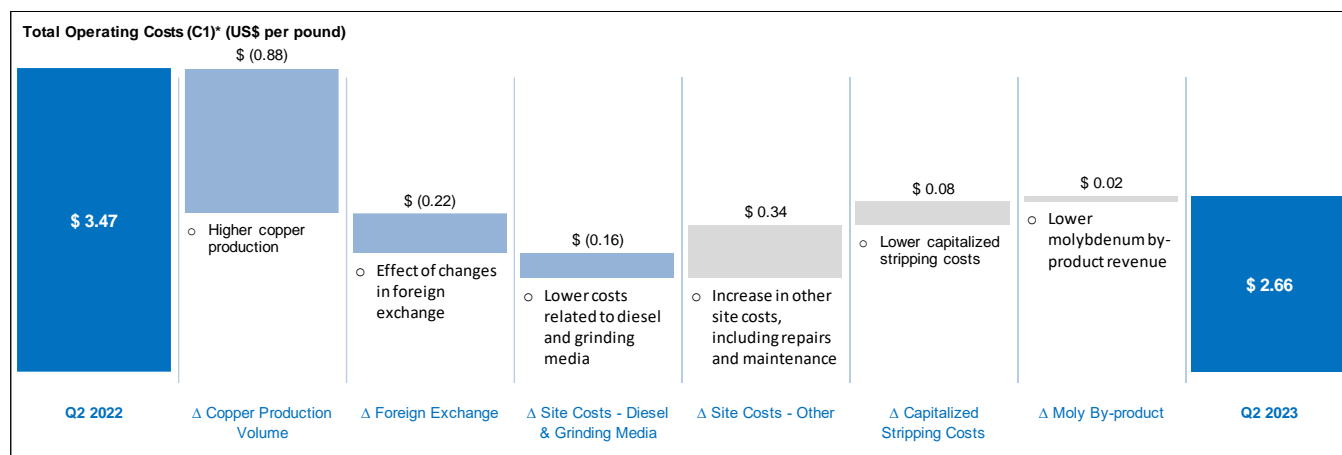 Total Operating Costs (C1)* (US$ per pound)
$ (0.88)
$ 3.47
○ Higher copper
production
$ (0.22)
○ Effect of changes
in foreign
exchange
$ (0.16)
○ Lower costs
related to diesel
and grinding
media
$ 0.34
○ Increase in other
site costs,
including repairs
and maintenance
$ 0.08
○ Lower capitalized
stripping costs
$ 0.02
○ Lower
molybdenum by-
product revenue
$ 2.66
Q2 2022
Δ Copper Production
Volume
Δ Foreign Exchange
Δ Site Costs - Diesel
& Grinding Media
Δ Site Costs - Other
Δ Capitalized
Stripping Costs
Δ Moly By-product
Q2 2023